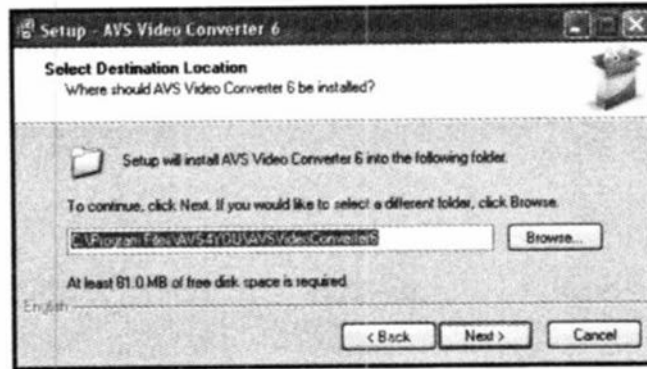 Setup - AVS Video Converter 6
Select Destination Location
Where should AVS Video Converter 6 be installed?
Setup will install AVS Video Converter 6 into the following folder.
To continue, click Next. If you would like to select a different folder, click Browse.
C:\Program Files\AVS4YOU\AVSVideoConverter6
Browse...
At least 81.0 MB of free disk space is required.
English
< Back
Next >
Cancel